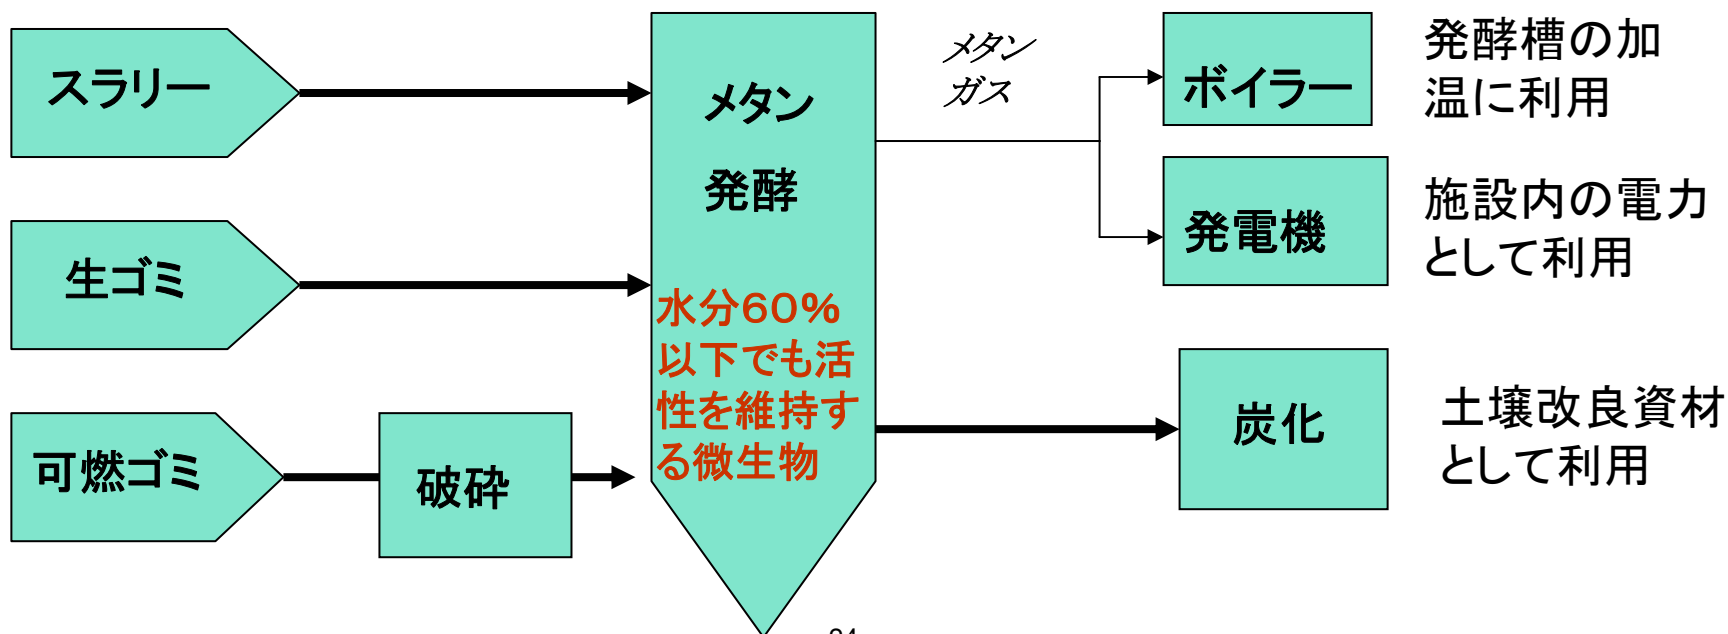 スラリー
生ゴミ
可燃ゴミ
破砕
メタン
発酵
水分60%
以下でも活
性を維持す
る微生物
メタン
ガス
ボイラー
発酵槽の加
温に利用
発電機
施設内の電力
として利用
炭化
土壌改良資材
として利用